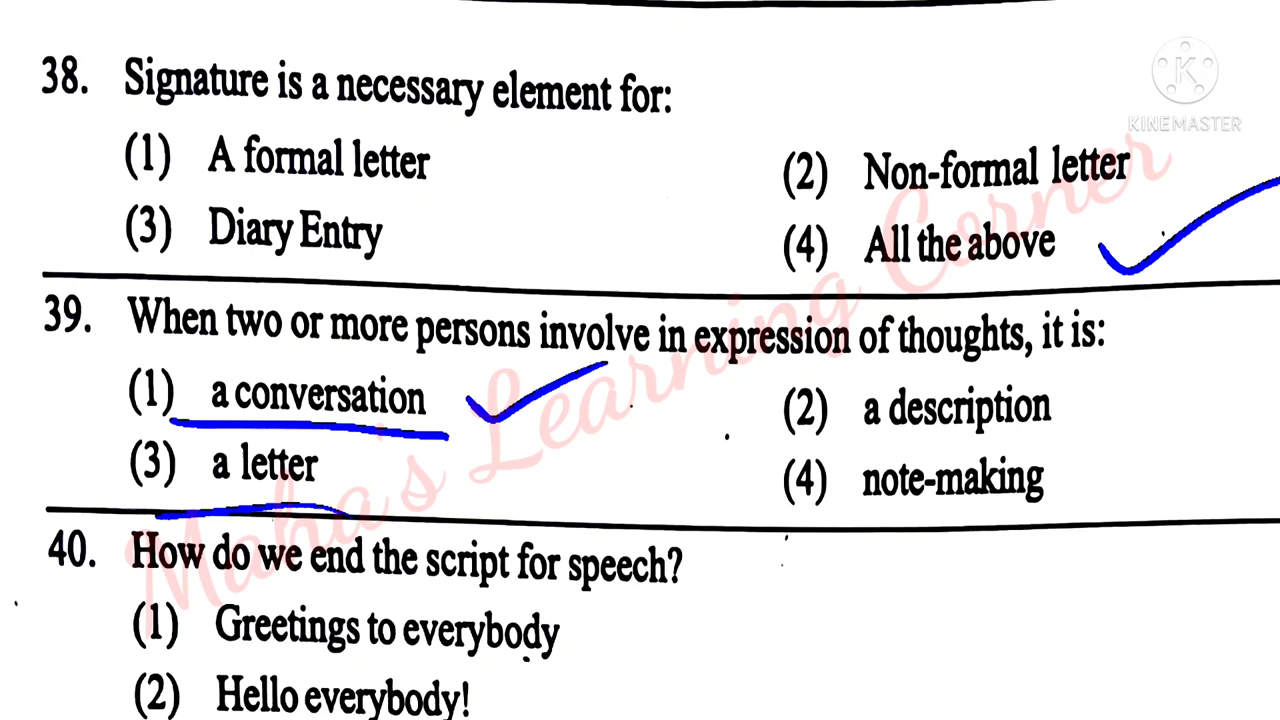 KINEMASTER
38. Signature is a necessary element for:
(1) A formal letter (2) Non-formal letter
(3) Diary Entry (4) All the above
39. When two or more persons involve in expression of thoughts, it is:
(1) a conversation (2) a description
(3) a letter (4) note-making
Maha's Learning Corner
40. How do we end the script for speech?
(1) Greetings to everybody
(2) Hello everybody!